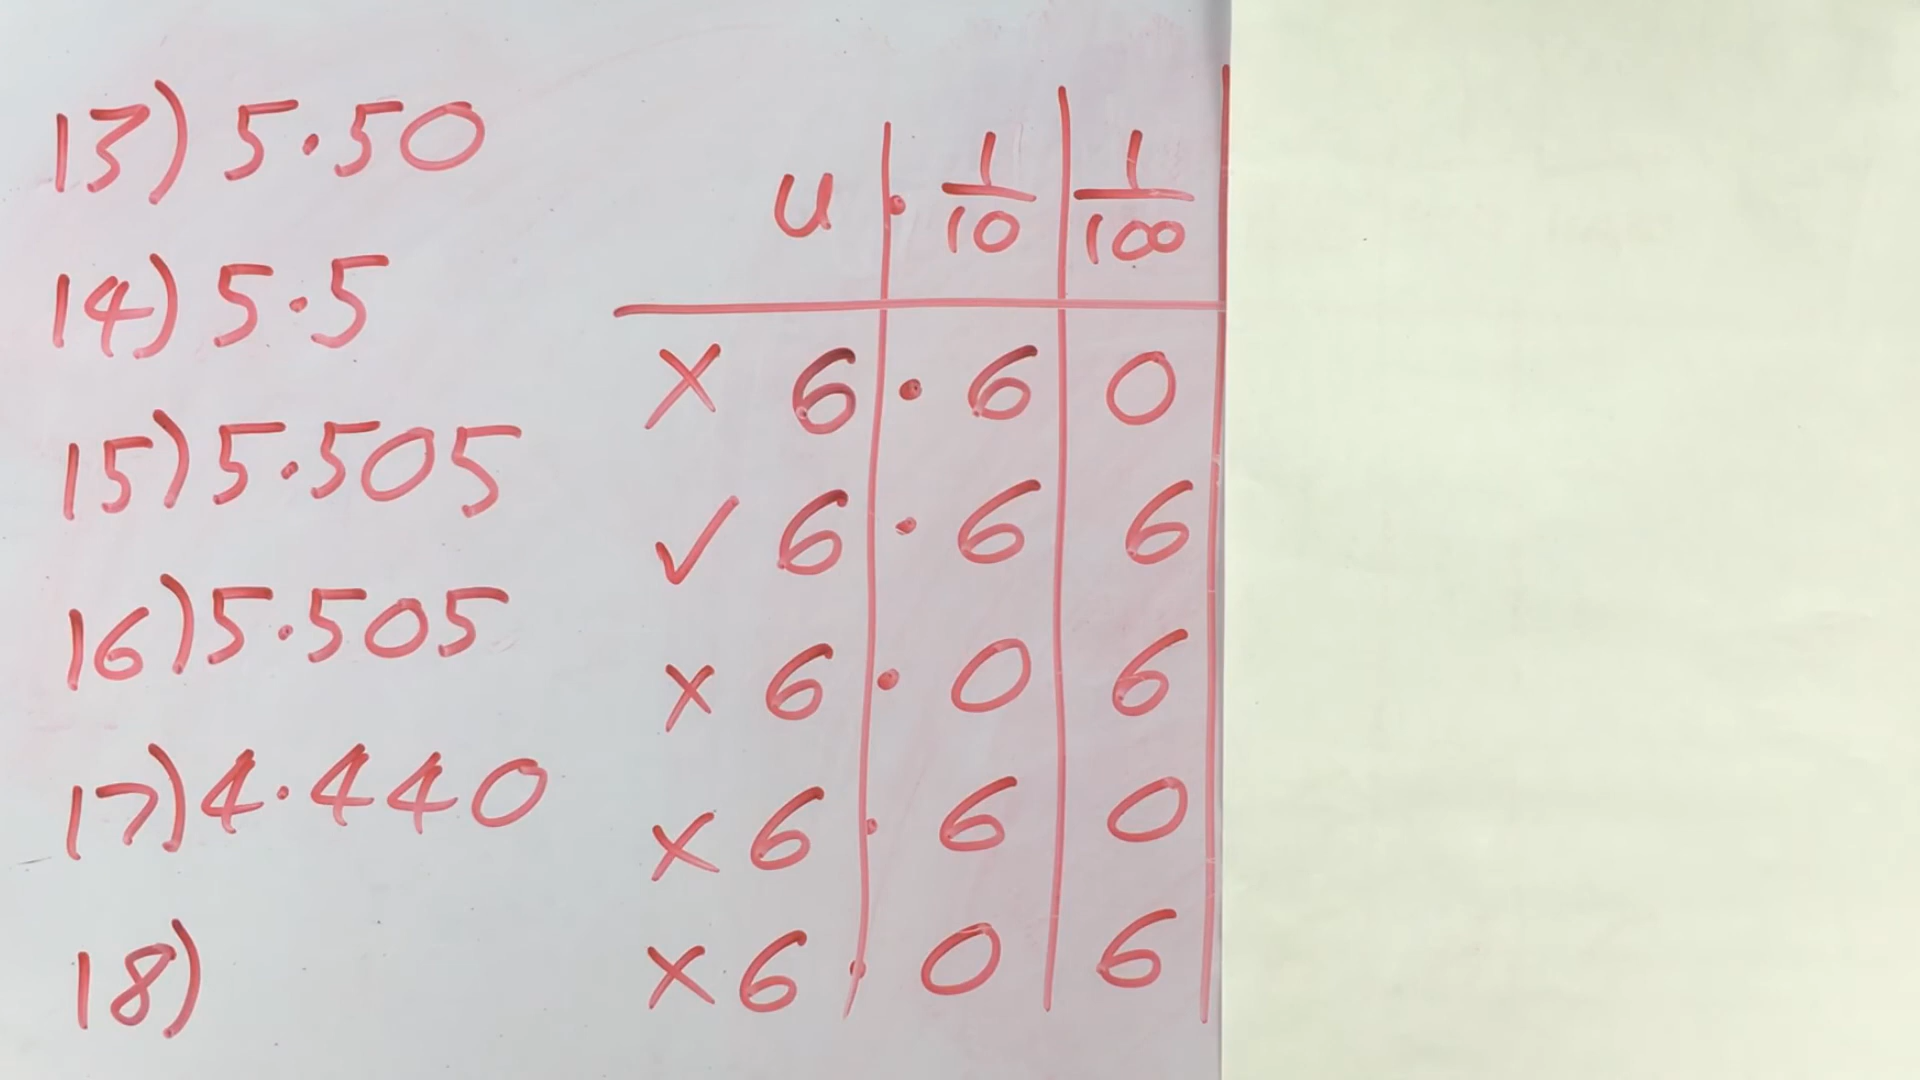 13) 5.50
14) 5.5
15) 5.505
16) 5.505
17) 4.440
18)
u . 1/10 1/100
x 6 . 6 0
✓ 6 . 6 6
x 6 . 0 6
x 6 . 6 0
x 6 . 0 6